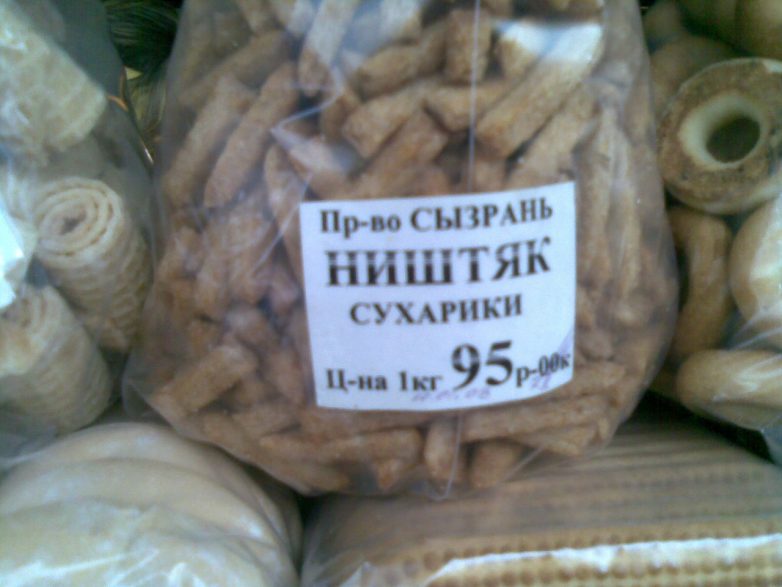 Пр-во СЫЗРАНЬ
НИШТЯК
СУХАРИКИ
Ц-на 1кг 95р-00к